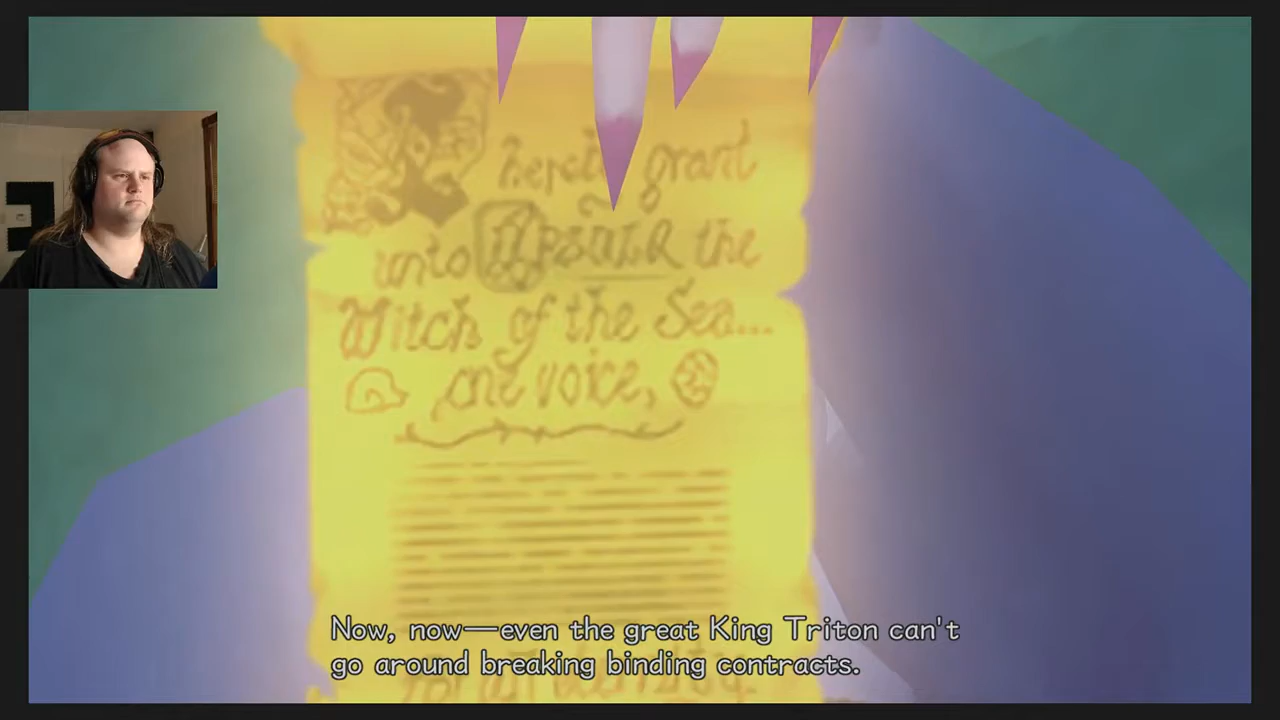 hereby grant
unto Ursula the
Witch of the Sea...
one voice,
Now, now—even the great King Triton can't
go around breaking binding contracts.